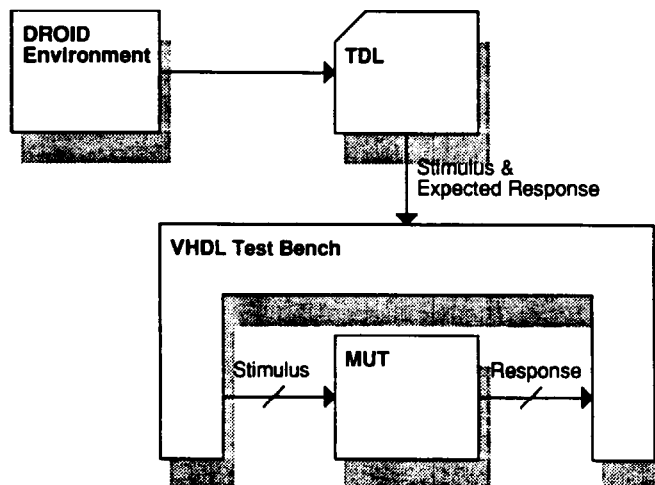 DROID
Environment
TDL
Stimulus &
Expected Response
VHDL Test Bench
Stimulus
MUT
Response